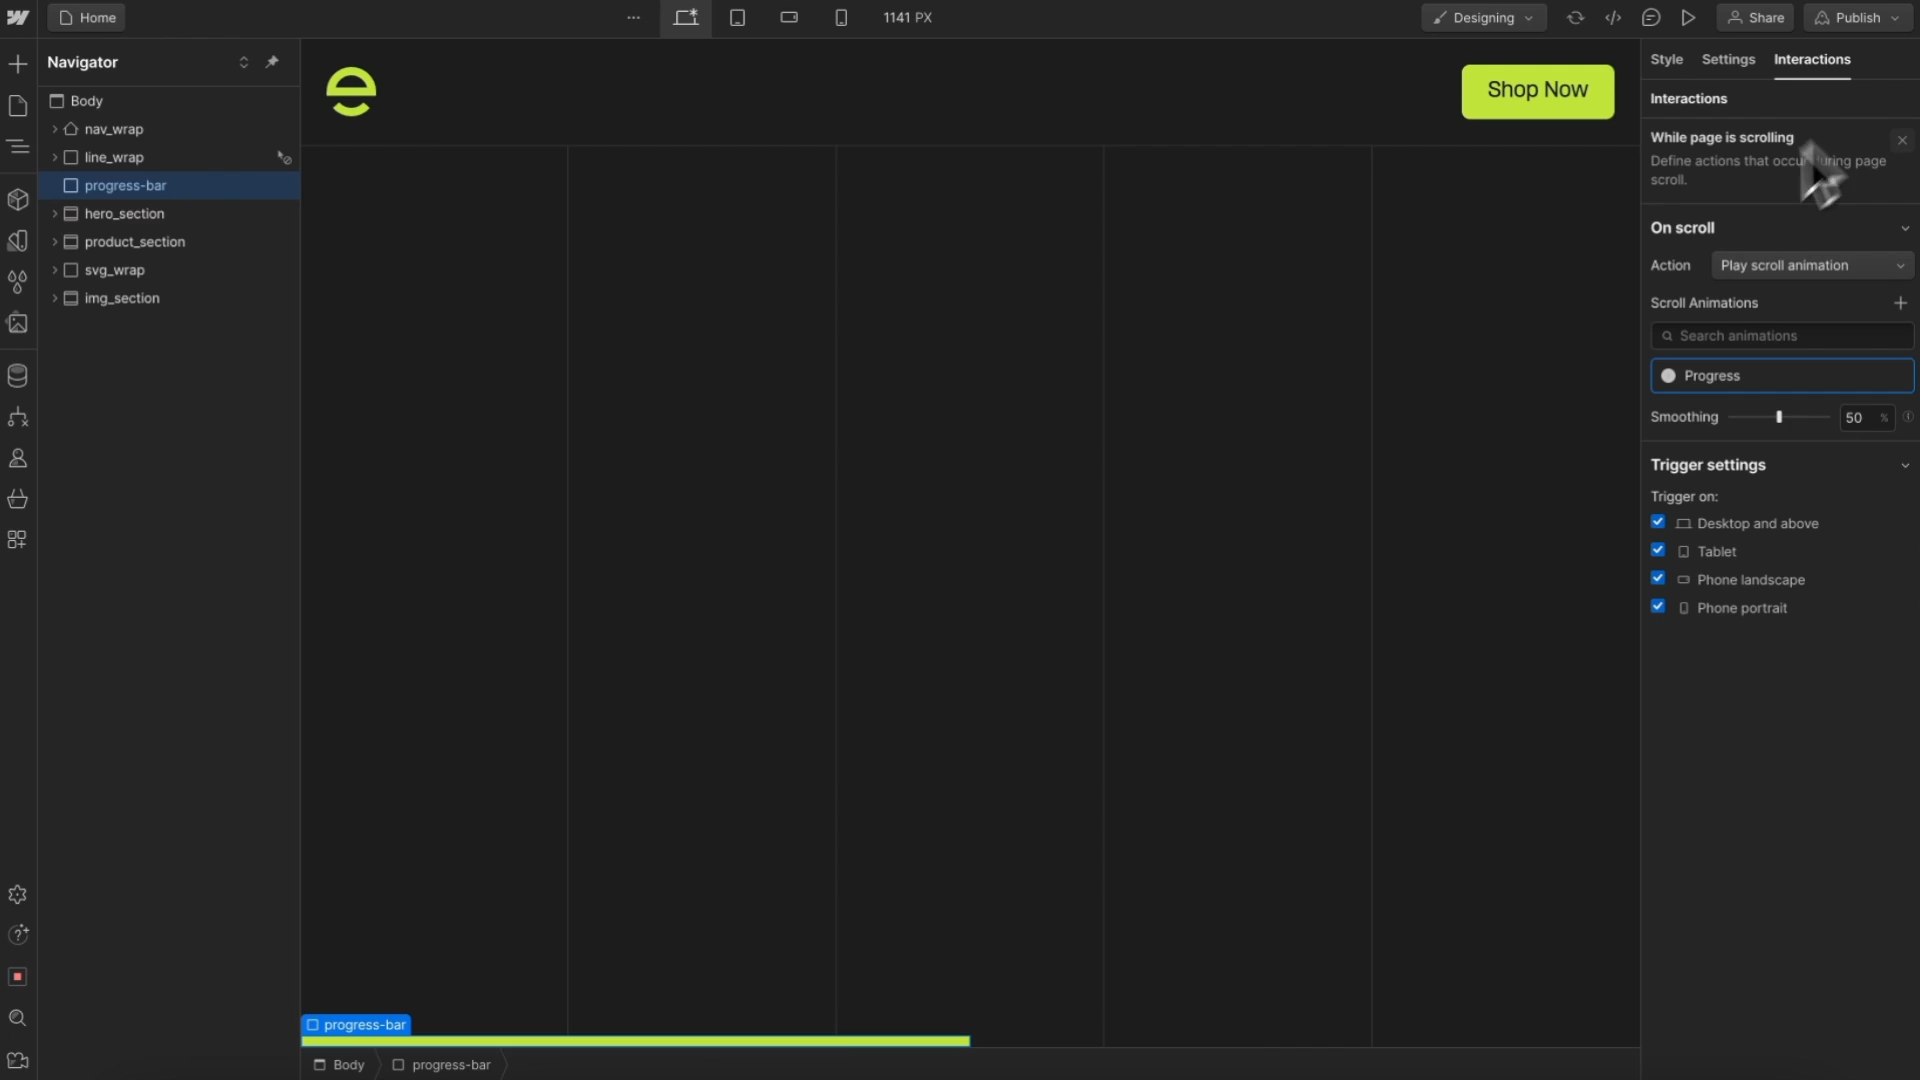 Home
1141 PX
Designing
Share
Publish
Navigator
Body
nav_wrap
line_wrap
progress-bar
hero_section
product_section
svg_wrap
img_section
Shop Now
progress-bar
Body
progress-bar
Style Settings Interactions
Interactions
While page is scrolling
Define actions that occur during page
scroll.
On scroll
Action Play scroll animation
Scroll Animations
Search animations
Progress
Smoothing 50 %
Trigger settings
Trigger on:
Desktop and above
Tablet
Phone landscape
Phone portrait